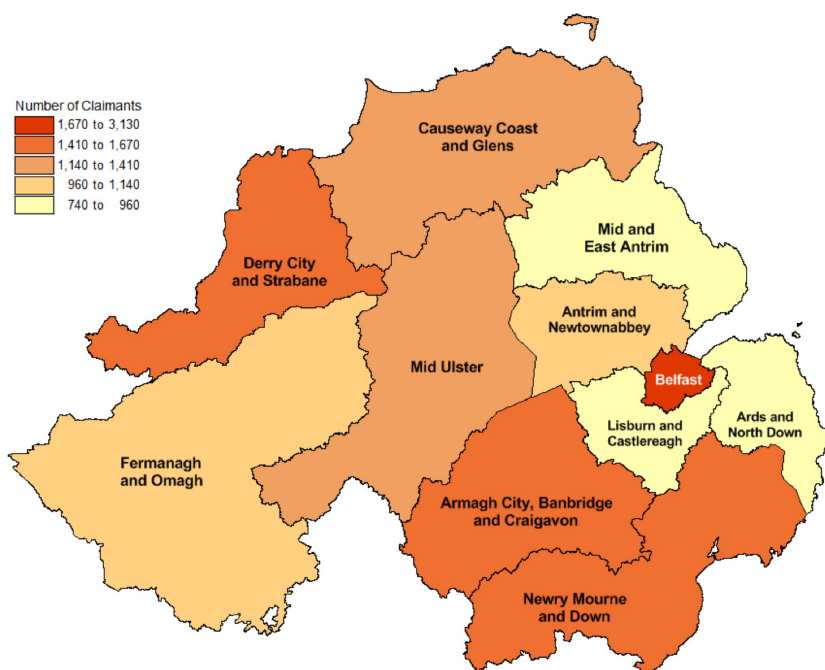 Number of Claimants
1,670 to 3,130
1,410 to 1,670
1,140 to 1,410
960 to 1,140
740 to 960
Causeway Coast
and Glens
Derry City
and Strabane
Mid and
East Antrim
Antrim and
Newtownabbey
Mid Ulster
Belfast
Lisburn and
Castlereagh
Ards and
North Down
Fermanagh
and Omagh
Armagh City, Banbridge
and Craigavon
Newry Mourne
and Down